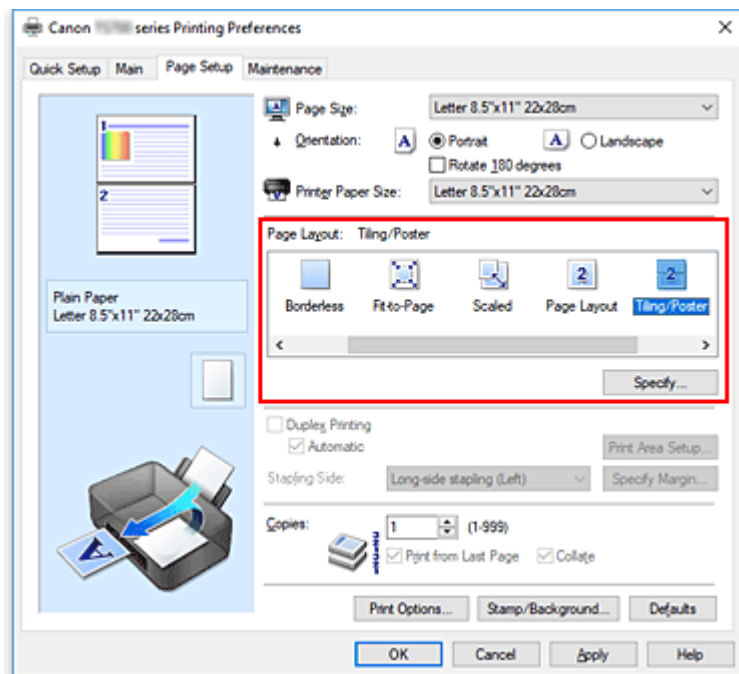 Canon series Printing Preferences
Quick Setup Main Page Setup Maintenance
1
2
Plain Paper
Letter 8.5"x11" 22x28cm
Page Size: Letter 8.5"x11" 22x28cm
Orientation: A Portrait A Landscape
Rotate 180 degrees
Printer Paper Size: Letter 8.5"x11" 22x28cm
Page Layout: Tiling/Poster
2 2
Borderless Fit-to-Page Scaled Page Layout Tiling/Poster
Specify...
Duplex Printing
Automatic
Print Area Setup...
Stapling Side: Long-side stapling (Left) Specify Margin...
Copies: 1 (1-999)
Print from Last Page Collate
A
Print Options... Stamp/Background... Defaults
OK Cancel Apply Help